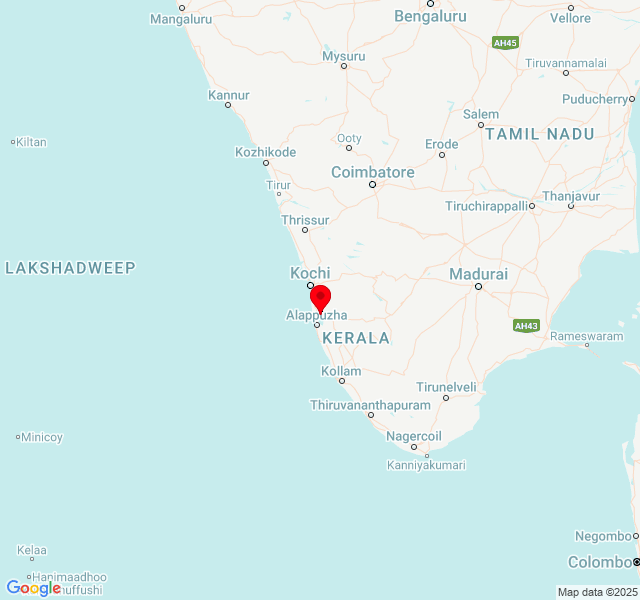 Mangaluru
Bengaluru
Vellore
AH45
Mysuru
Tiruvannamalai
Kannur
Puducherry
Salem
TAMIL NADU
Kiltan
Ooty
Erode
Kozhikode
Coimbatore
Tirur
Thanjavur
Tiruchirappalli
Thrissur
LAKSHADWEEP
Kochi
Madurai
Alappuzha
AH43
KERALA
Rameswaram
Kollam
Tirunelveli
Thiruvananthapuram
Minicoy
Nagercoil
Kanniyakumari
Negombo
Kelaa
Colombo
Hanimaadhoo
Google
Map data ©2025